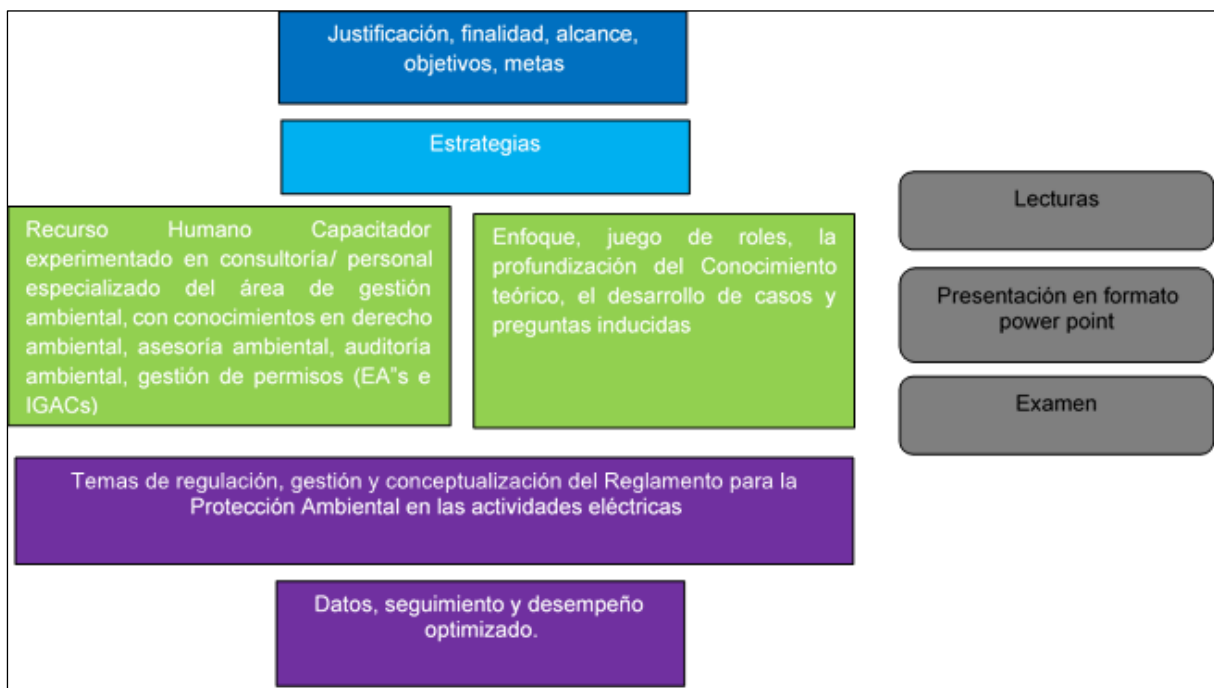 Justificación, finalidad, alcance,
objetivos, metas
Estrategias
Recurso Humano Capacitador
experimentado en consultoría/ personal
especializado del área de gestión
ambiental, con conocimientos en derecho
ambiental, asesoría ambiental, auditoría
ambiental, gestión de permisos (EA"s e
IGACs)
Enfoque, juego de roles, la
profundización del Conocimiento
teórico, el desarrollo de casos y
preguntas inducidas
Temas de regulación, gestión y conceptualización del Reglamento para la
Protección Ambiental en las actividades eléctricas
Datos, seguimiento y desempeño
optimizado.
Lecturas
Presentación en formato
power point
Examen